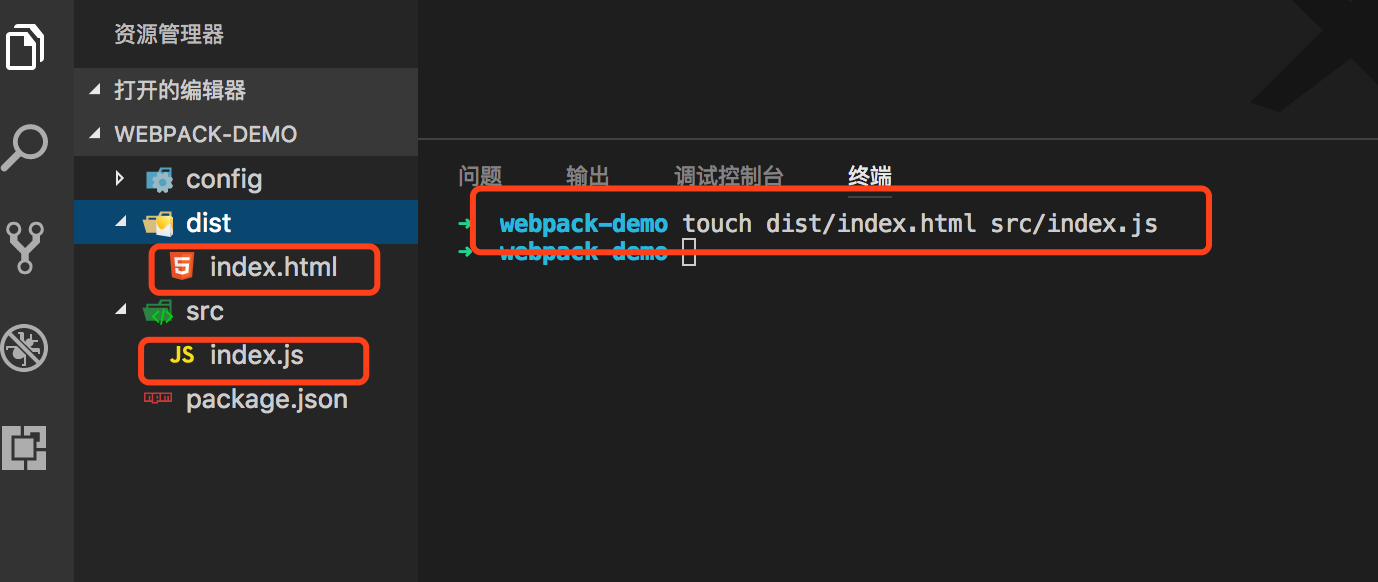 资源管理器
打开的编辑器
WEBPACK-DEMO
config
dist
index.html
src
JS index.js
package.json
问题 输出 调试控制台 终端
➜ webpack-demo touch dist/index.html src/index.js
➜ webpack-demo